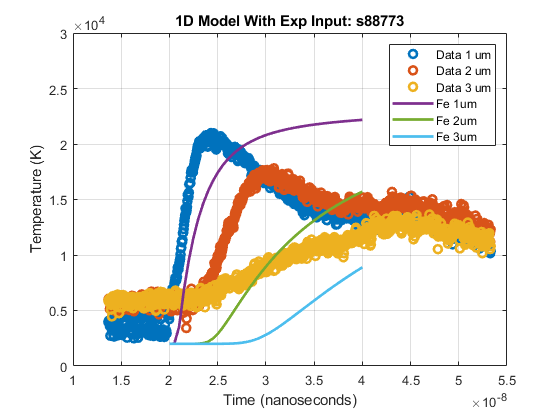 1D Model With Exp Input: s88773
×10⁴
3
2.5
2
1.5
1
0.5
0
Temperature (K)
Data 1 um
Data 2 um
Data 3 um
Fe 1um
Fe 2um
Fe 3um
1 1.5 2 2.5 3 3.5 4 4.5 5 5.5
Time (nanoseconds)
×10⁻⁸